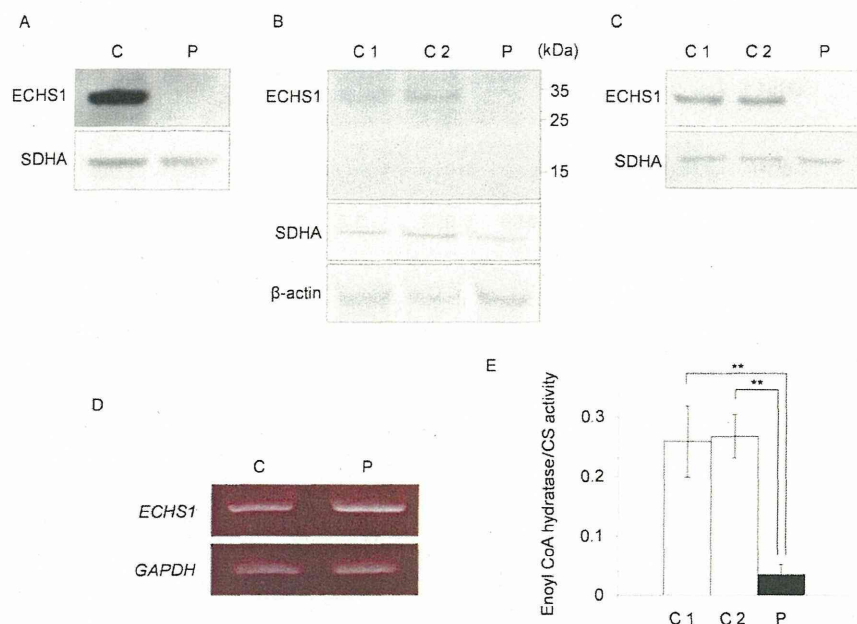 A
C P
ECHS1
SDHA
B
C 1 C 2 P (kDa)
ECHS1
35
25
15
SDHA
β-actin
C
C 1 C 2 P
ECHS1
SDHA
D
C P
ECHS1
GAPDH
E
Enoyl CoA hydratase/CS activity
**
**
0.3
0.2
0.1
0
C 1 C 2 P